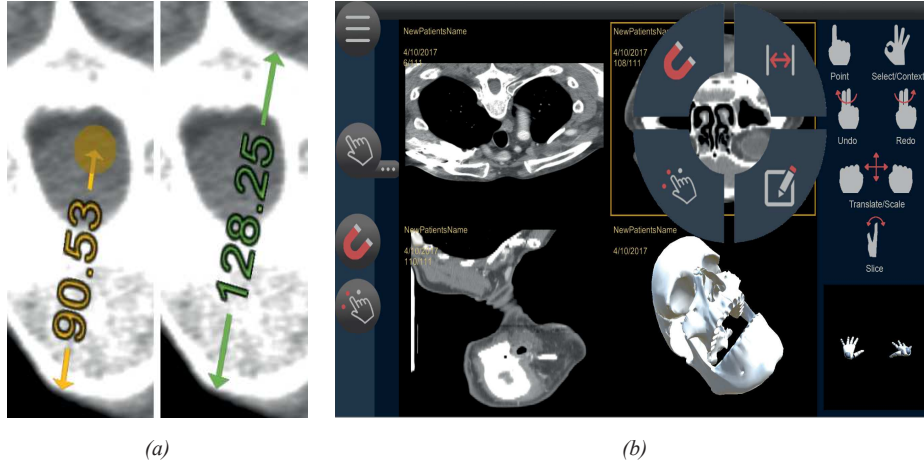 90.53
128.25
NewPatientsName
4/10/2017
6/111
NewPatientsName
4/10/2017
108/111
NewPatientsName
4/10/2017
110/111
NewPatientsName
4/10/2017
Point
Select/Context
Undo
Redo
Translate/Scale
Slice
(a)
(b)